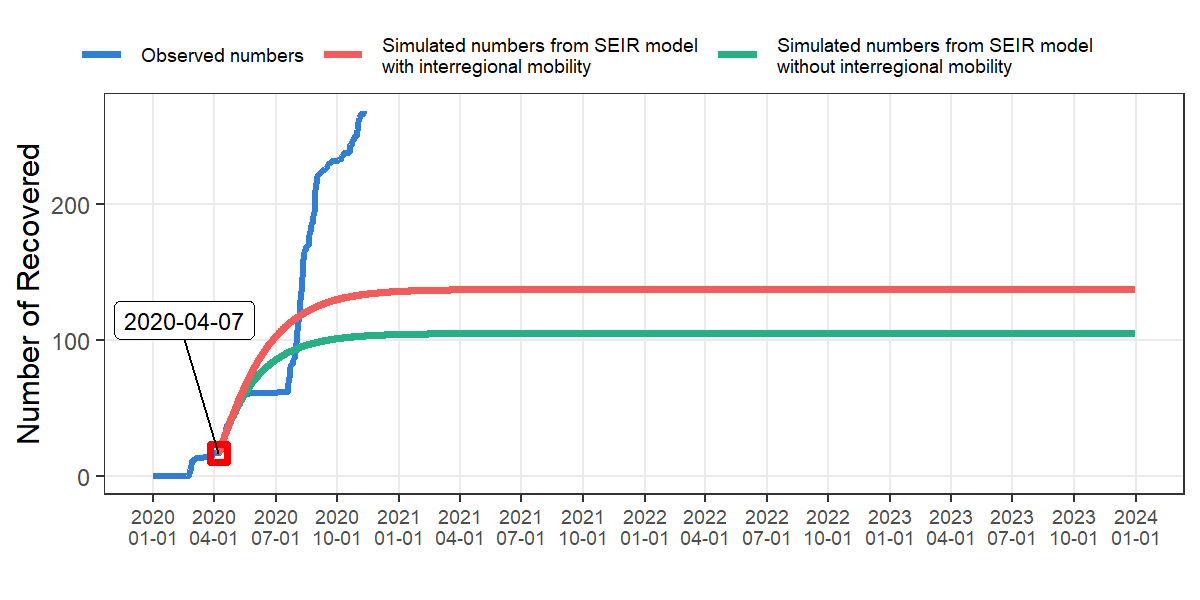 Observed numbers
Simulated numbers from SEIR model
with interregional mobility
Simulated numbers from SEIR model
without interregional mobility
Number of Recovered
200
100
0
2020-04-07
2020 2020 2020 2020 2021 2021 2021 2021 2022 2022 2022 2022 2023 2023 2023 2023 2024
01-01 04-01 07-01 10-01 01-01 04-01 07-01 10-01 01-01 04-01 07-01 10-01 01-01 04-01 07-01 10-01 01-01